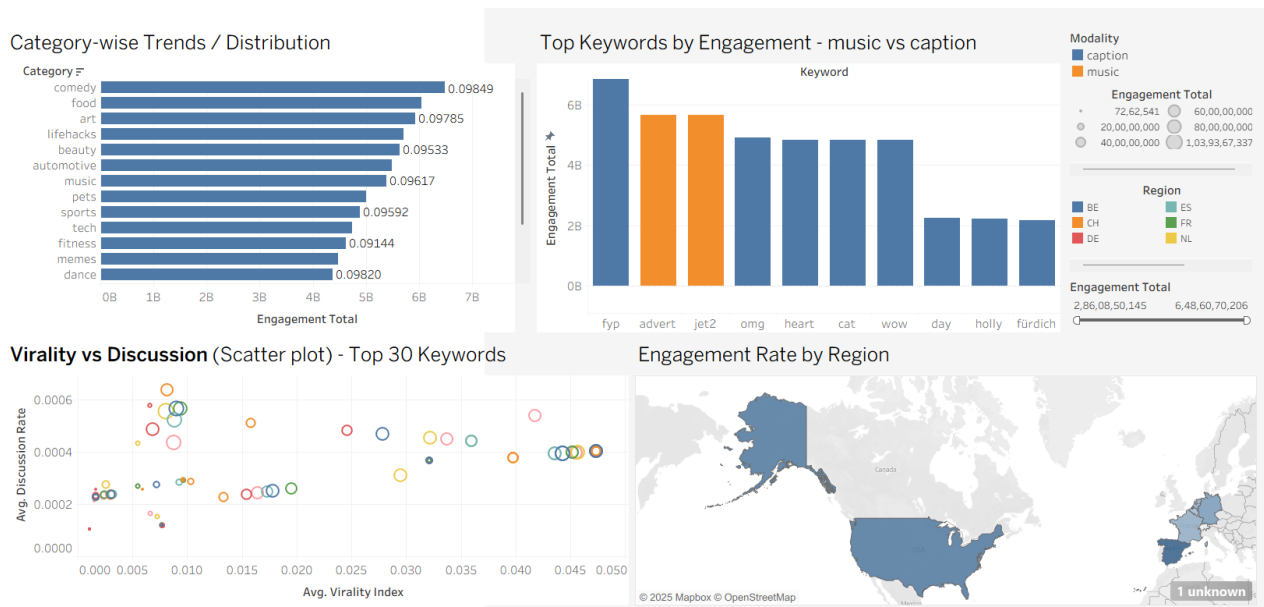 Category-wise Trends / Distribution
Category
comedy 0.09849
food
art 0.09785
lifehacks
beauty 0.09533
automotive
music 0.09617
pets
sports 0.09592
tech
fitness 0.09144
memes
dance 0.09820
0B 1B 2B 3B 4B 5B 6B 7B
Engagement Total
Top Keywords by Engagement - music vs caption
Keyword
Engagement Total
6B
4B
2B
0B
fyp advert jet2 omg heart cat wow day holly fürdich
Modality
caption
music
Engagement Total
72,62,541 60,00,00,000
20,00,00,000 80,00,00,000
40,00,00,000 1,03,93,67,337
Region
BE ES
CH FR
DE NL
Engagement Total
2,86,08,50,145 6,48,60,70,206
Virality vs Discussion (Scatter plot) - Top 30 Keywords
Avg. Discussion Rate
0.0006
0.0004
0.0002
0.0000
0.000 0.005 0.010 0.015 0.020 0.025 0.030 0.035 0.040 0.045 0.050
Avg. Virality Index
Engagement Rate by Region
Canada
© 2025 Mapbox © OpenStreetMap
Mexico
1 unknown